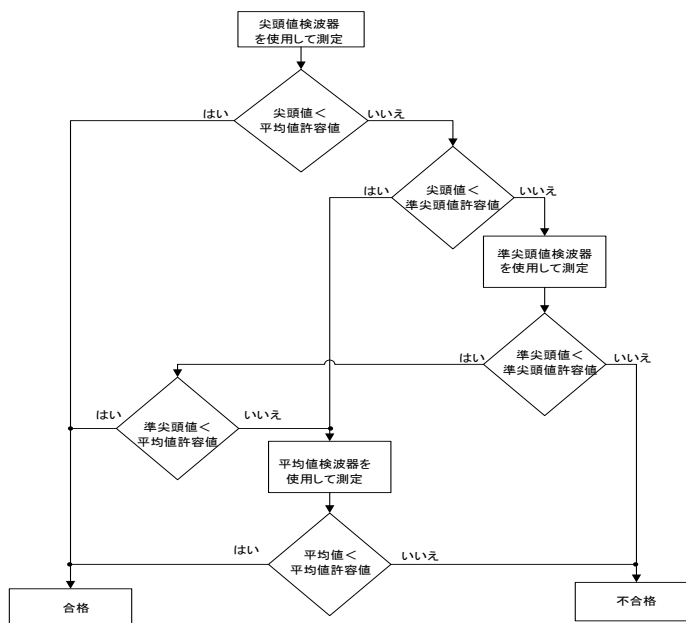 尖頭値検波器
を使用して測定
はい
尖頭値＜
平均値許容値
いいえ
はい
尖頭値＜
準尖頭値許容値
いいえ
準尖頭値検波器
を使用して測定
はい
準尖頭値＜
準尖頭値許容値
いいえ
はい
準尖頭値＜
平均値許容値
いいえ
平均値検波器を
使用して測定
はい
平均値＜
平均値許容値
いいえ
合格
不合格